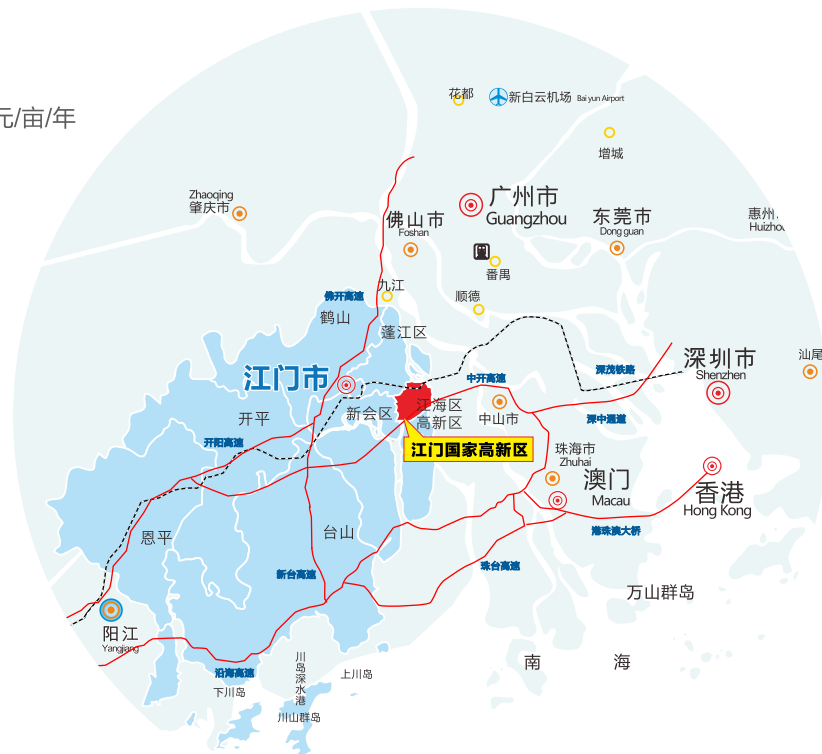 元/亩/年
花都
新白云机场 Bai yun Airport
增城
Zhaoqing
肇庆市
广州市
Guangzhou
佛山市
Foshan
东莞市
Dong guan
惠州
Huizhou
番禺
九江
顺德
佛开高速
鹤山
蓬江区
深圳市
Shenzhen
汕尾
江门市
中开高速
深茂铁路
江海区
高新区
新会区
中山市
深中通道
开平
开阳高速
江门国家高新区
珠海市
Zhuhai
澳门
Macau
香港
Hong Kong
恩平
台山
港珠澳大桥
新台高速
珠台高速
万山群岛
阳江
Yangjiang
南 海
沿海高速
下川岛
川岛深水港
上川岛
川山群岛